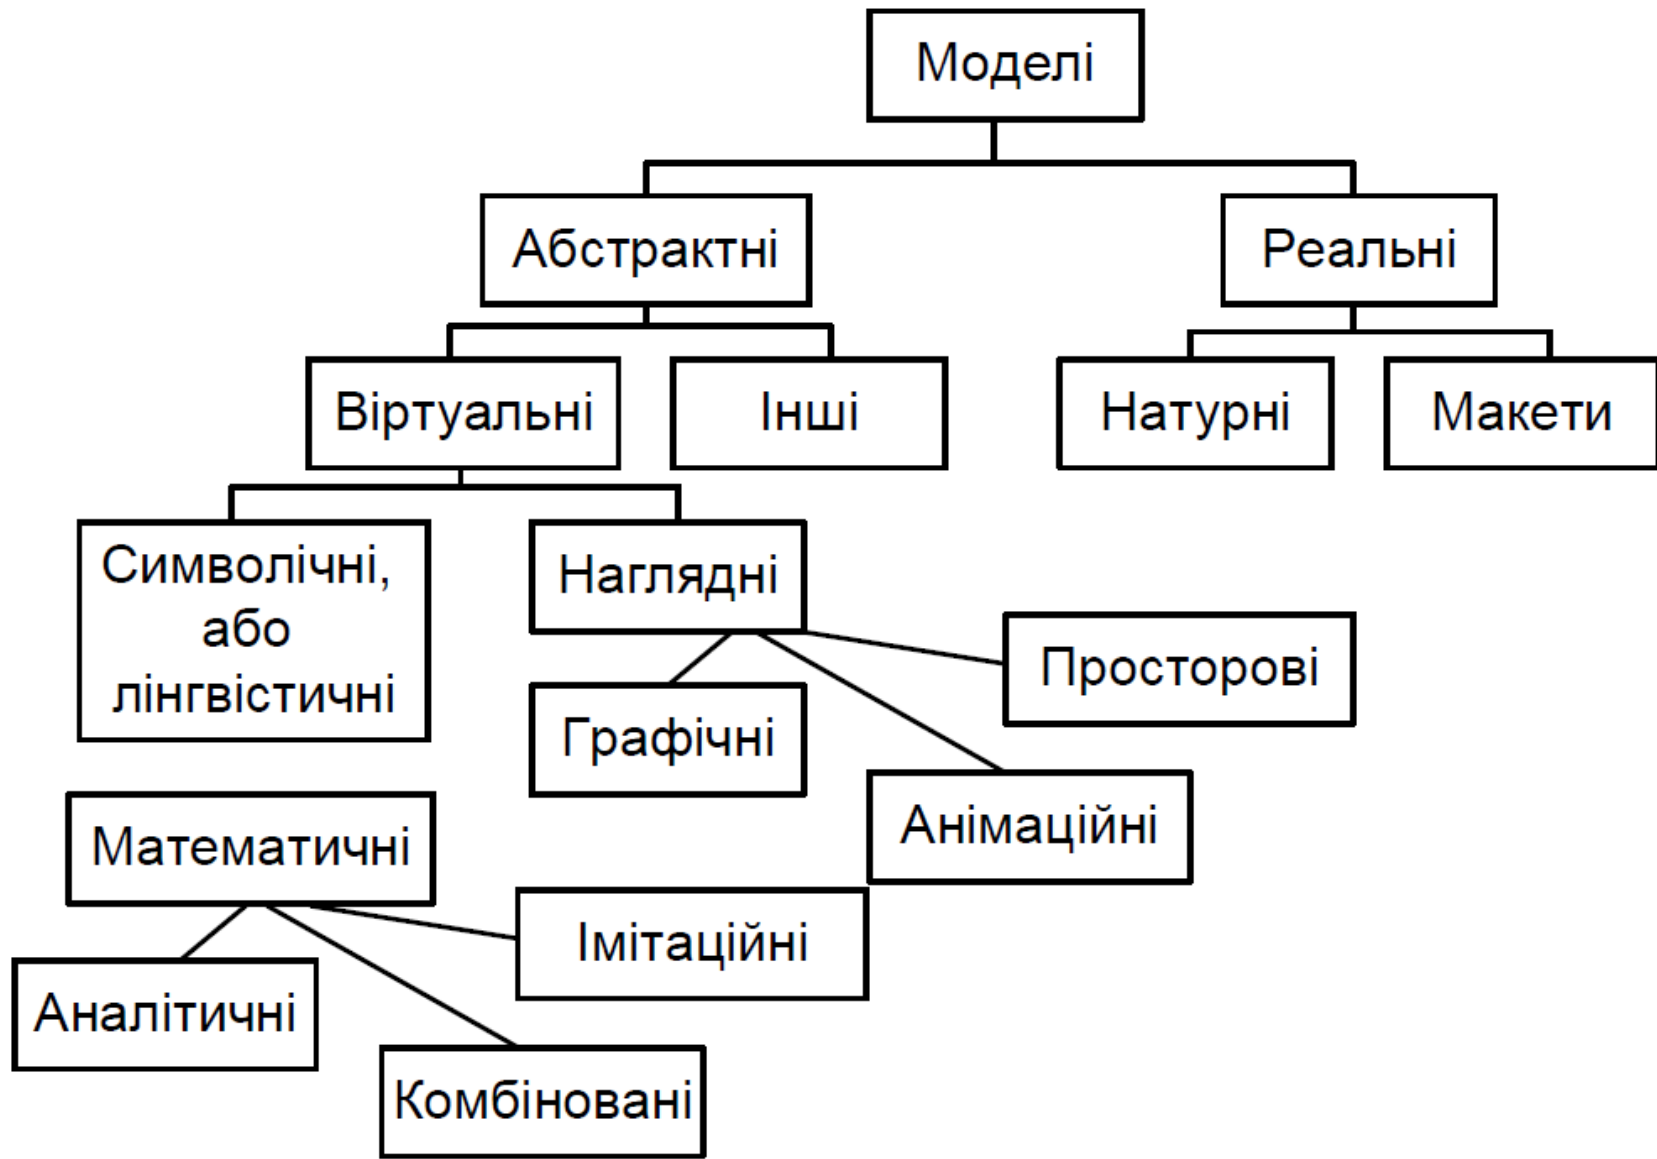 Моделі
Абстрактні
Реальні
Віртуальні
Інші
Натурні
Макети
Символічні,
або
лінгвістичні
Наглядні
Просторові
Графічні
Анімаційні
Математичні
Імітаційні
Аналітичні
Комбіновані